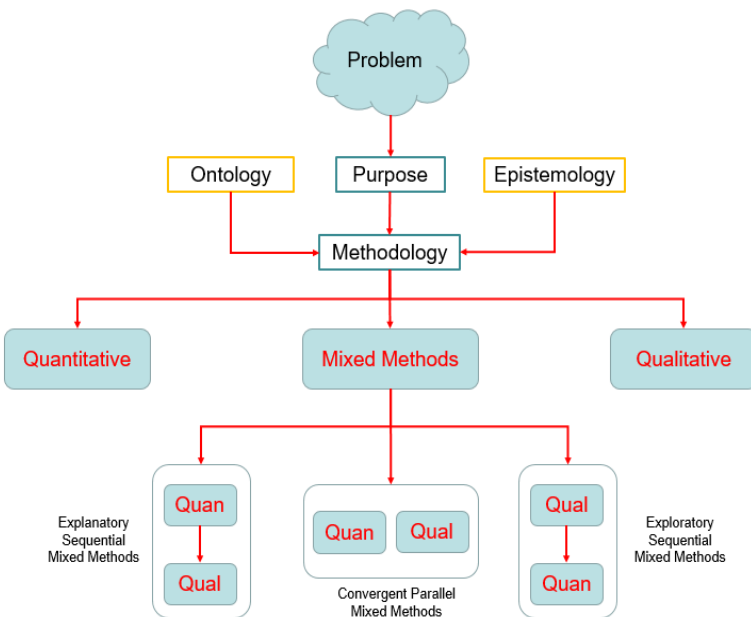 Problem
Ontology
Purpose
Epistemology
Methodology
Quantitative
Mixed Methods
Qualitative
Explanatory
Sequential
Mixed Methods
Quan
Qual
Quan
Qual
Convergent Parallel
Mixed Methods
Qual
Quan
Exploratory
Sequential
Mixed Methods